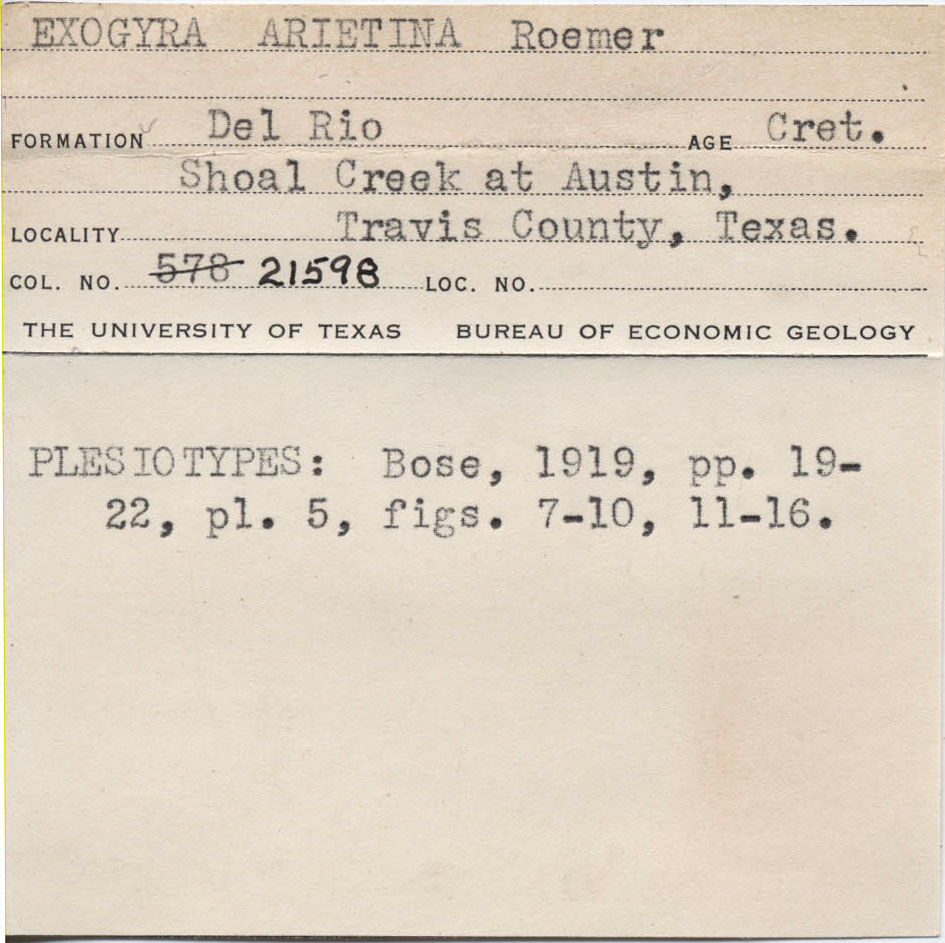 EXOGYRA ARIETINA Roemer
FORMATION Del Rio AGE Cret.
Shoal Creek at Austin,
LOCALITY Travis County, Texas.
COL. NO. 578 21598 LOC. NO.
THE UNIVERSITY OF TEXAS BUREAU OF ECONOMIC GEOLOGY
PLESIOTYPES: Bose, 1919, pp. 19-
22, pl. 5, figs. 7-10, 11-16.